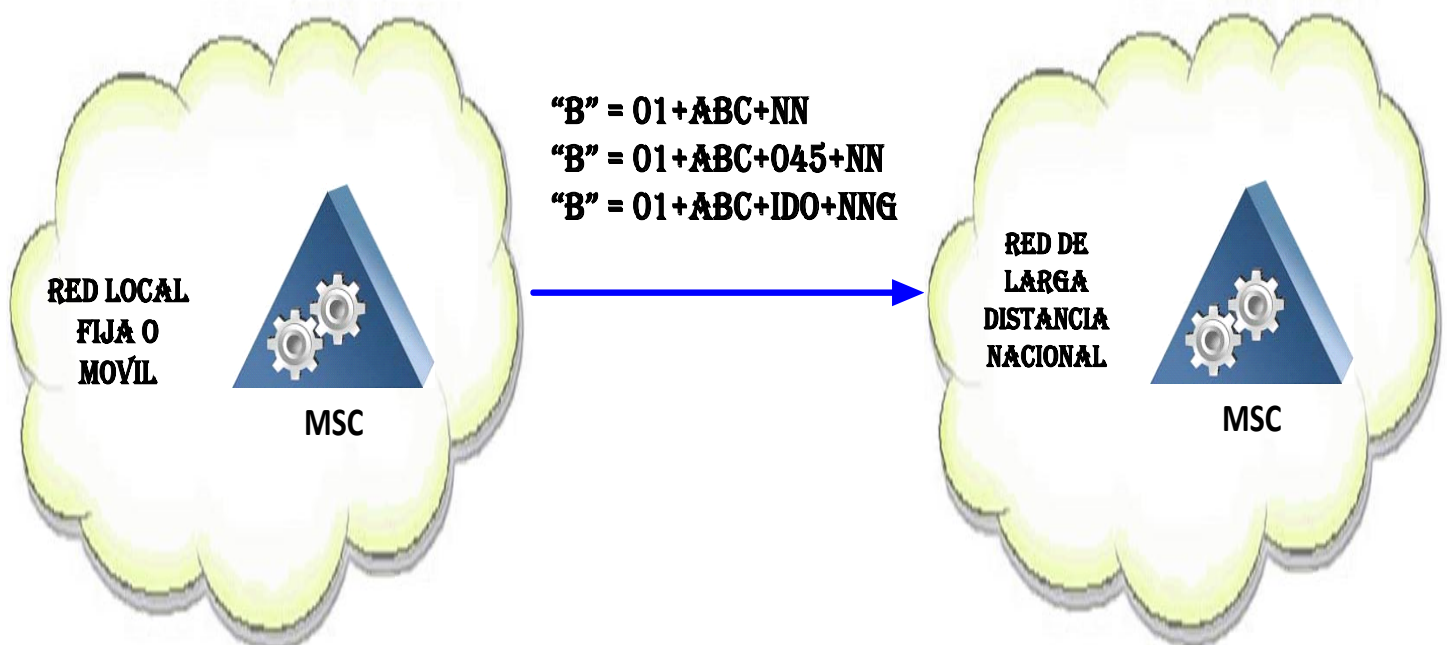 RED LOCAL
FIJA O
MOVÍL
MSC
“B” = 01+ABC+NN
“B” = 01+ABC+045+NN
“B” = 01+ABC+IDO+NNG
RED DE
LARGA
DISTANCIA
NACIONAL
MSC